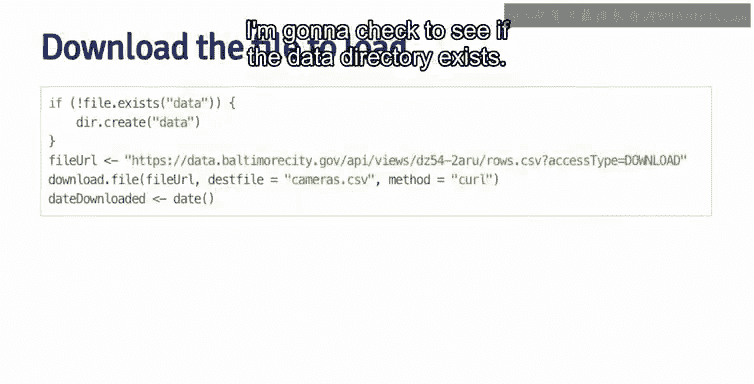 Download the file to load
I'm gonna check to see if
the data directory exists.
if (!file.exists("data")) {
    dir.create("data")
}
fileUrl <- "https://data.baltimorecity.gov/api/views/dz54-2aru/rows.csv?accessType=DOWNLOAD"
download.file(fileUrl, destfile = "cameras.csv", method = "curl")
dateDownloaded <- date()